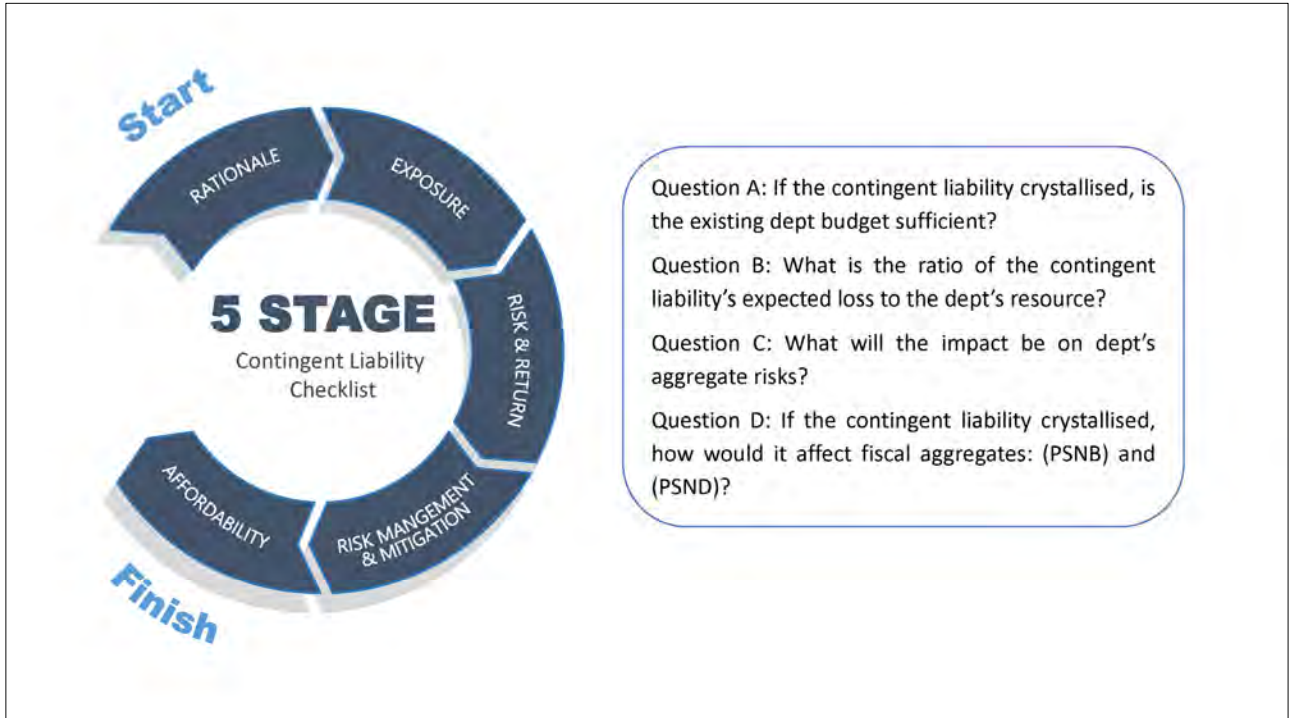 Start
RATIONALE
EXPOSURE
RISK & RETURN
RISK MANGEMENT
& MITIGATION
AFFORDABILITY
Finish
5 STAGE
Contingent Liability
Checklist
Question A: If the contingent liability crystallised, is
the existing dept budget sufficient?
Question B: What is the ratio of the contingent
liability's expected loss to the dept's resource?
Question C: What will the impact be on dept's
aggregate risks?
Question D: If the contingent liability crystallised,
how would it affect fiscal aggregates: (PSNB) and
(PSND)?